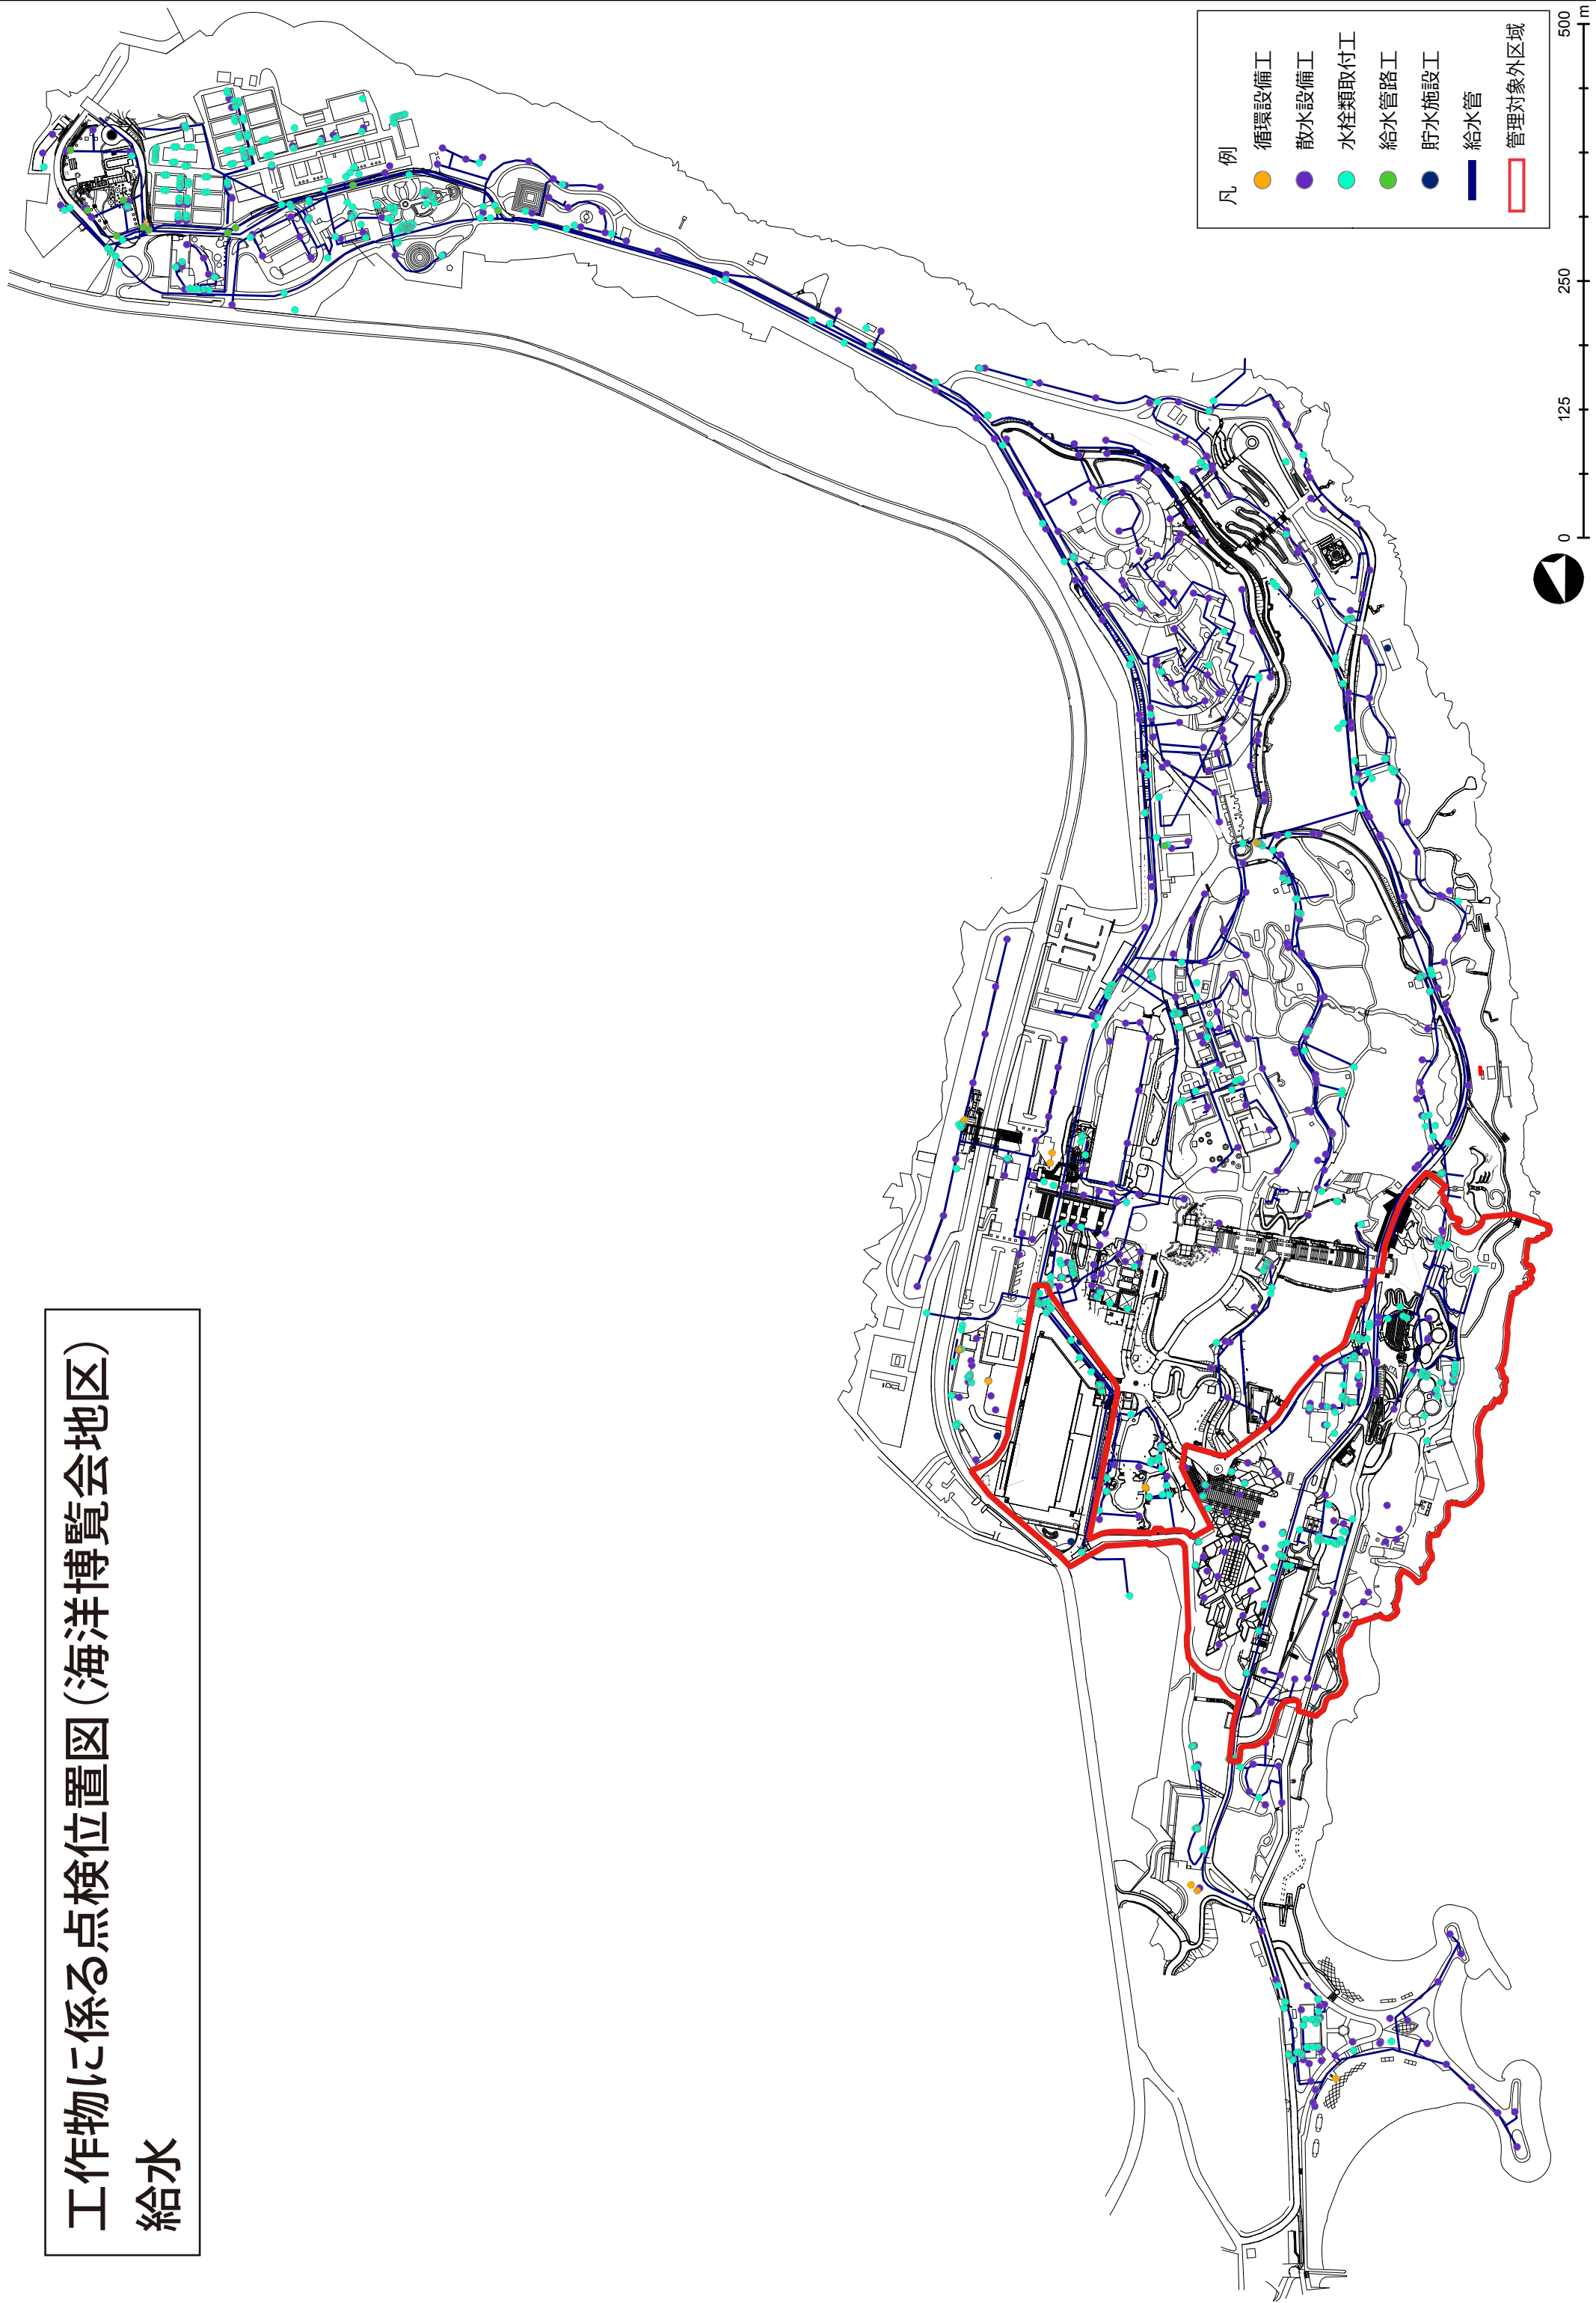 工作物に係る点検位置図（海洋博覧会地区）
給水
凡　例
循環設備工
散水設備工
水栓類取付工
給水管路工
貯水施設工
給水管
管理対象外区域
0 125 250 500
m